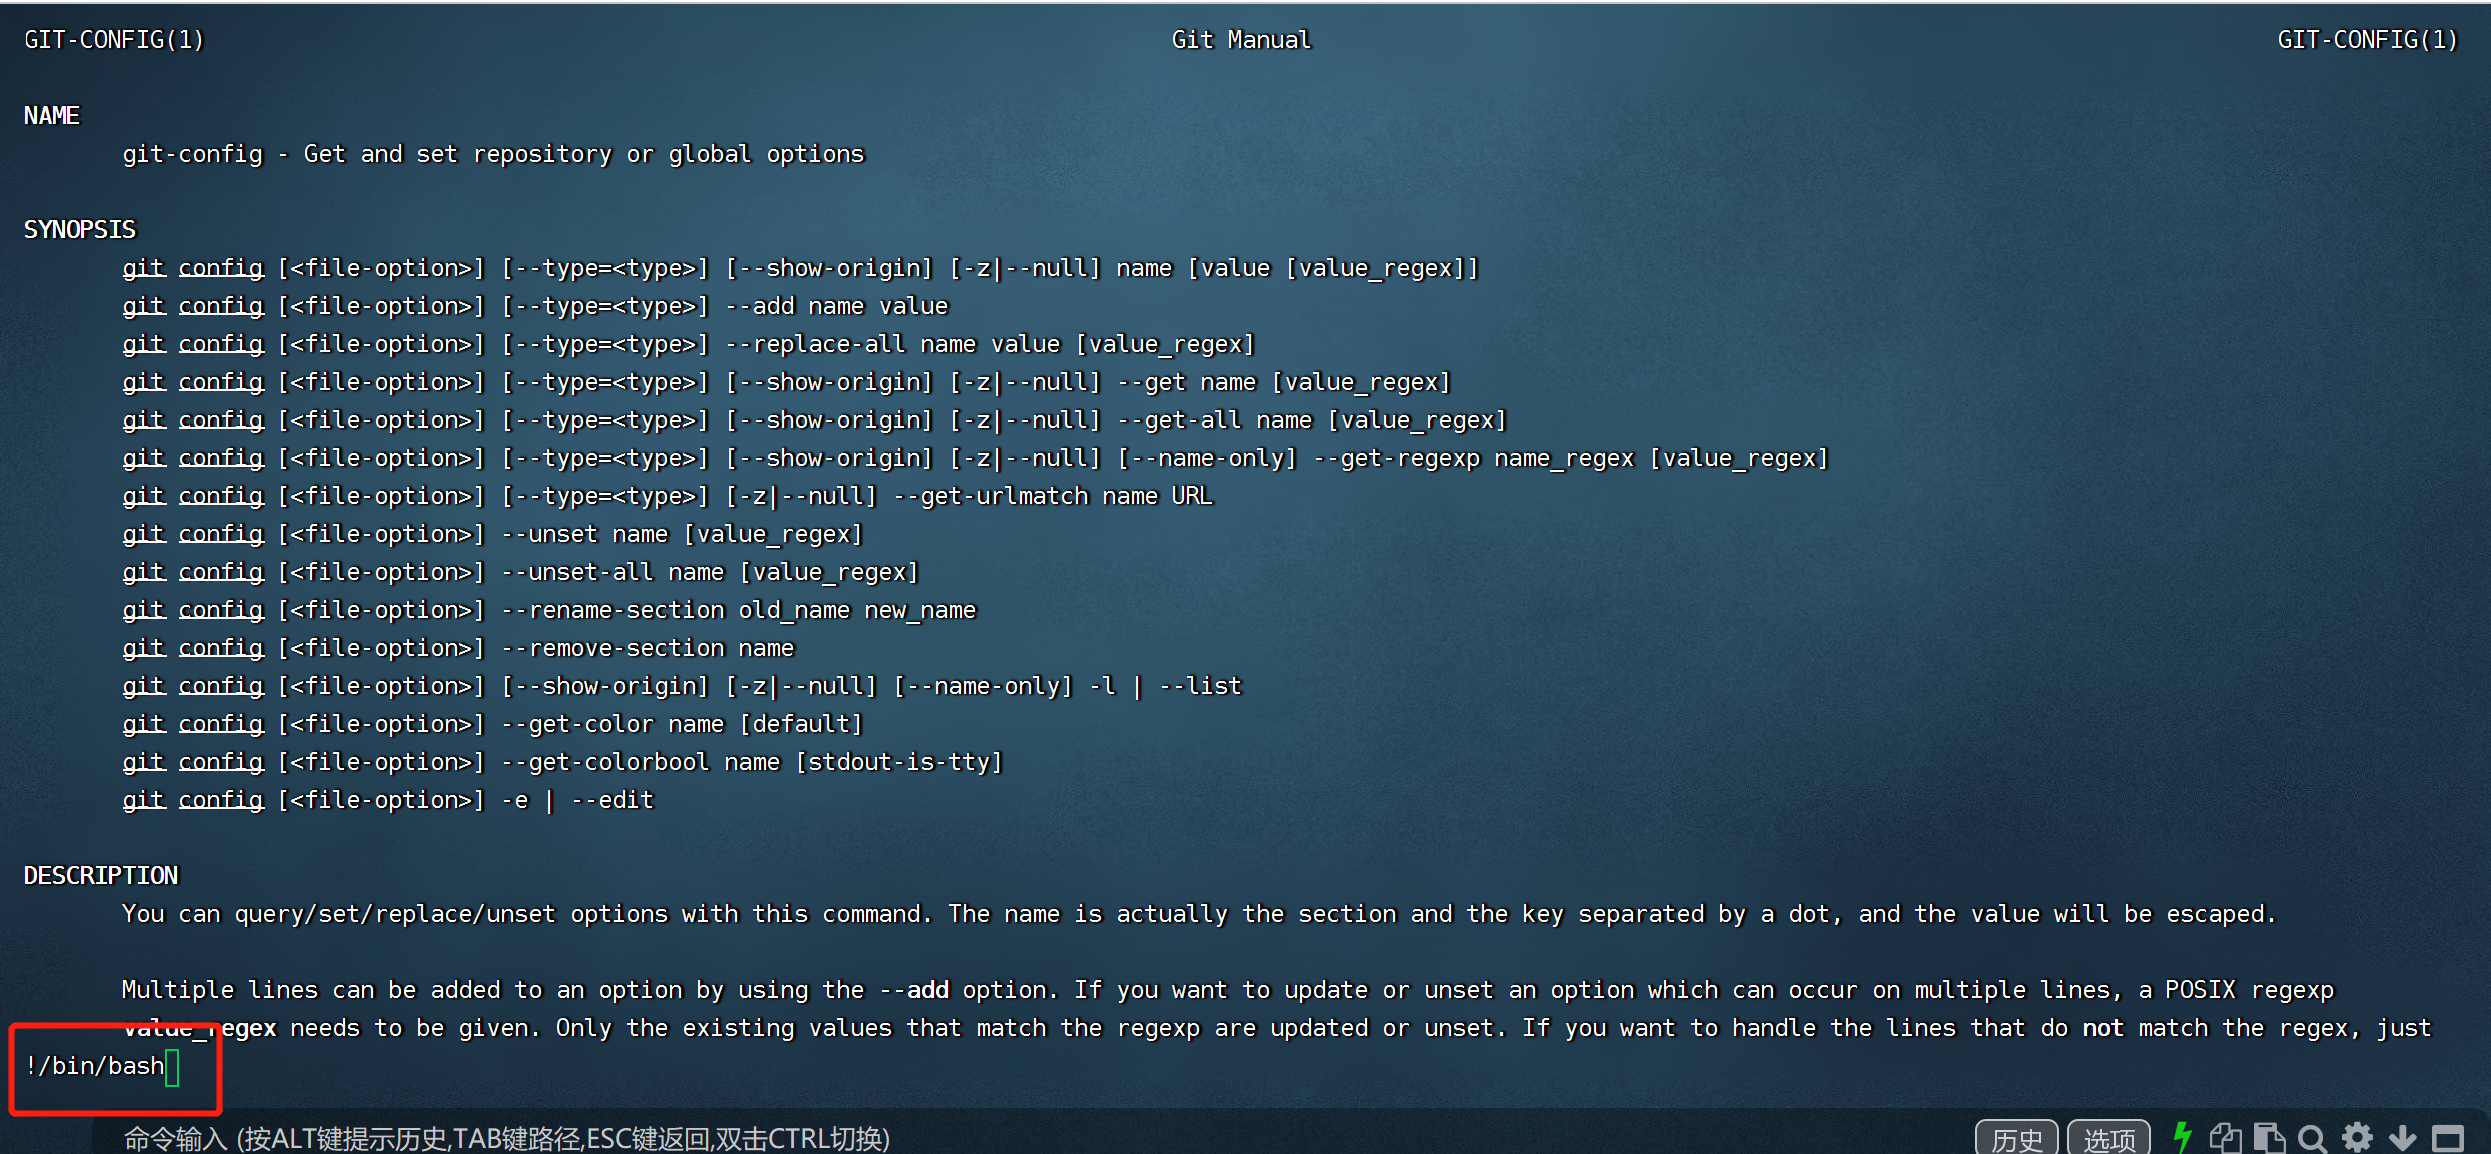 GIT-CONFIG(1) Git Manual GIT-CONFIG(1)
NAME
git-config - Get and set repository or global options
SYNOPSIS
git config [<file-option>] [--type=<type>] [--show-origin] [-z|--null] name [value [value_regex]]
git config [<file-option>] [--type=<type>] --add name value
git config [<file-option>] [--type=<type>] --replace-all name value [value_regex]
git config [<file-option>] [--type=<type>] [--show-origin] [-z|--null] --get name [value_regex]
git config [<file-option>] [--type=<type>] [--show-origin] [-z|--null] --get-all name [value_regex]
git config [<file-option>] [--type=<type>] [--show-origin] [-z|--null] [--name-only] --get-regexp name_regex [value_regex]
git config [<file-option>] [--type=<type>] [-z|--null] --get-urlmatch name URL
git config [<file-option>] --unset name [value_regex]
git config [<file-option>] --unset-all name [value_regex]
git config [<file-option>] --rename-section old_name new_name
git config [<file-option>] --remove-section name
git config [<file-option>] [--show-origin] [-z|--null] [--name-only] -l | --list
git config [<file-option>] --get-color name [default]
git config [<file-option>] --get-colorbool name [stdout-is-tty]
git config [<file-option>] -e | --edit
DESCRIPTION
You can query/set/replace/unset options with this command. The name is actually the section and the key separated by a dot, and the value will be escaped.
Multiple lines can be added to an option by using the --add option. If you want to update or unset an option which can occur on multiple lines, a POSIX regexp
value_regex needs to be given. Only the existing values that match the regexp are updated or unset. If you want to handle the lines that do not match the regex, just
!/bin/bash
命令输入 (按ALT键提示历史,TAB键路径,ESC键返回,双击CTRL切换) 历史 选项